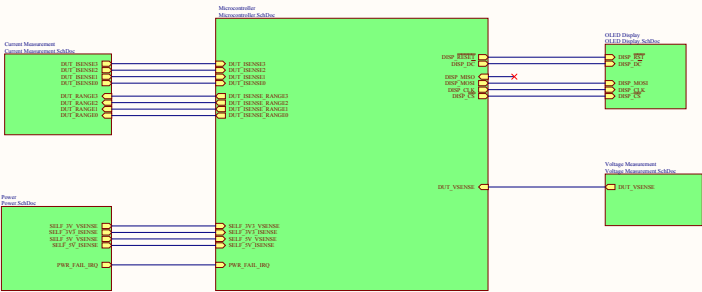 Microcontroller
Microcontroller.SchDoc
Current Measurement
Current Measurement.SchDoc
DUT_ISENSE3
DUT_ISENSE2
DUT_ISENSE1
DUT_ISENSE0
DUT_RANGE3
DUT_RANGE2
DUT_RANGE1
DUT_RANGE0
DUT_ISENSE3
DUT_ISENSE2
DUT_ISENSE1
DUT_ISENSE0
DUT_ISENSE_RANGE3
DUT_ISENSE_RANGE2
DUT_ISENSE_RANGE1
DUT_ISENSE_RANGE0
DISP_RESET
DISP_DC
DISP_MISO
DISP_MOSI
DISP_CLK
DISP_CS
OLED Display
OLED Display.SchDoc
DISP_RST
DISP_DC
DISP_MOSI
DISP_CLK
DISP_CS
DUT_VSENSE
Voltage Measurement
Voltage Measurement.SchDoc
DUT_VSENSE
Power
Power.SchDoc
SELF_3V_VSENSE
SELF_3V3_ISENSE
SELF_5V_VSENSE
SELF_5V_ISENSE
PWR_FAIL_IRQ
SELF_3V3_VSENSE
SELF_3V3_ISENSE
SELF_5V_VSENSE
SELF_5V_ISENSE
PWR_FAIL_IRQ